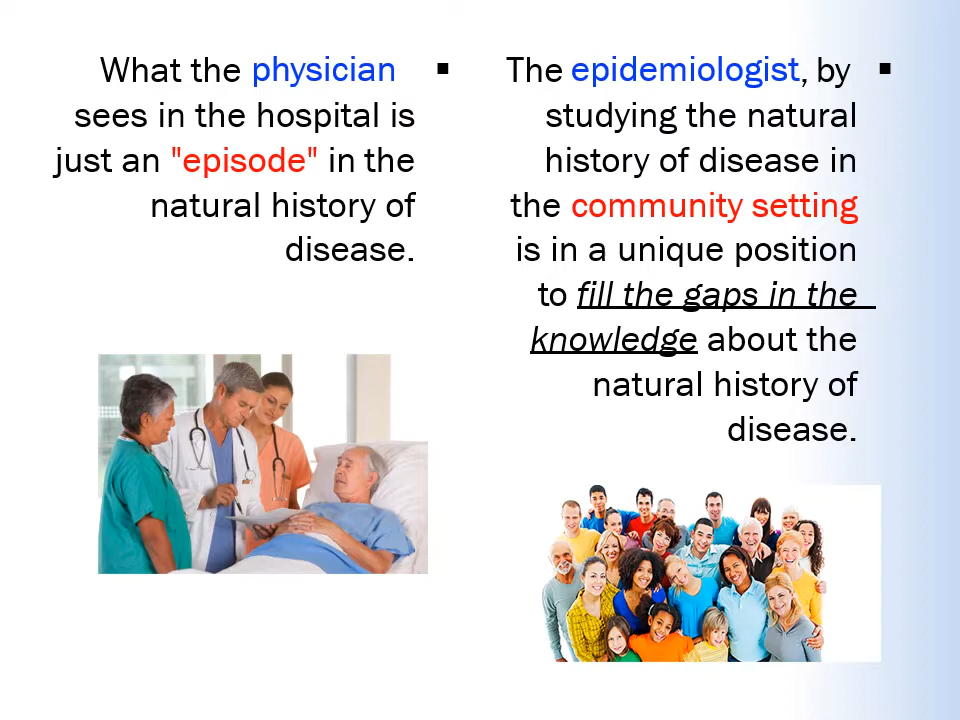 What the physician ▪
sees in the hospital is
just an "episode" in the
natural history of
disease.
The epidemiologist, by ▪
studying the natural
history of disease in
the community setting
is in a unique position
to fill the gaps in the
knowledge about the
natural history of
disease.